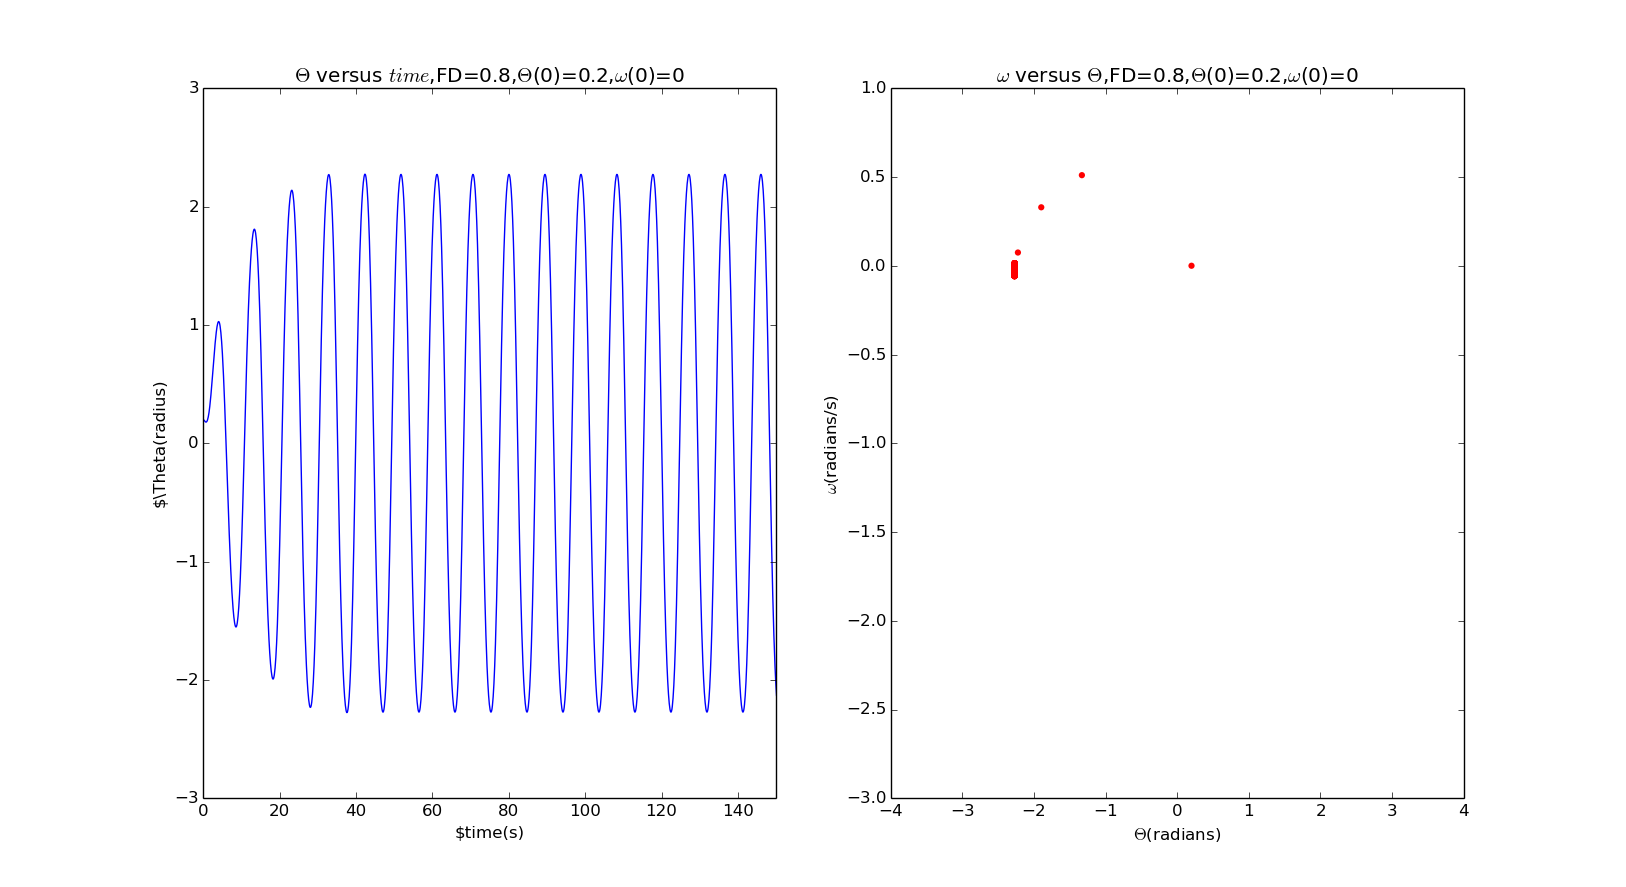 Θ versus time,FD=0.8,Θ(0)=0.2,ω(0)=0
3
2
1
0
−1
−2
−3
0 20 40 60 80 100 120 140
$time(s)
$\Theta(radius)
ω versus Θ,FD=0.8,Θ(0)=0.2,ω(0)=0
1.0
0.5
0.0
−0.5
−1.0
−1.5
−2.0
−2.5
−3.0
−4 −3 −2 −1 0 1 2 3 4
Θ(radians)
ω(radians/s)